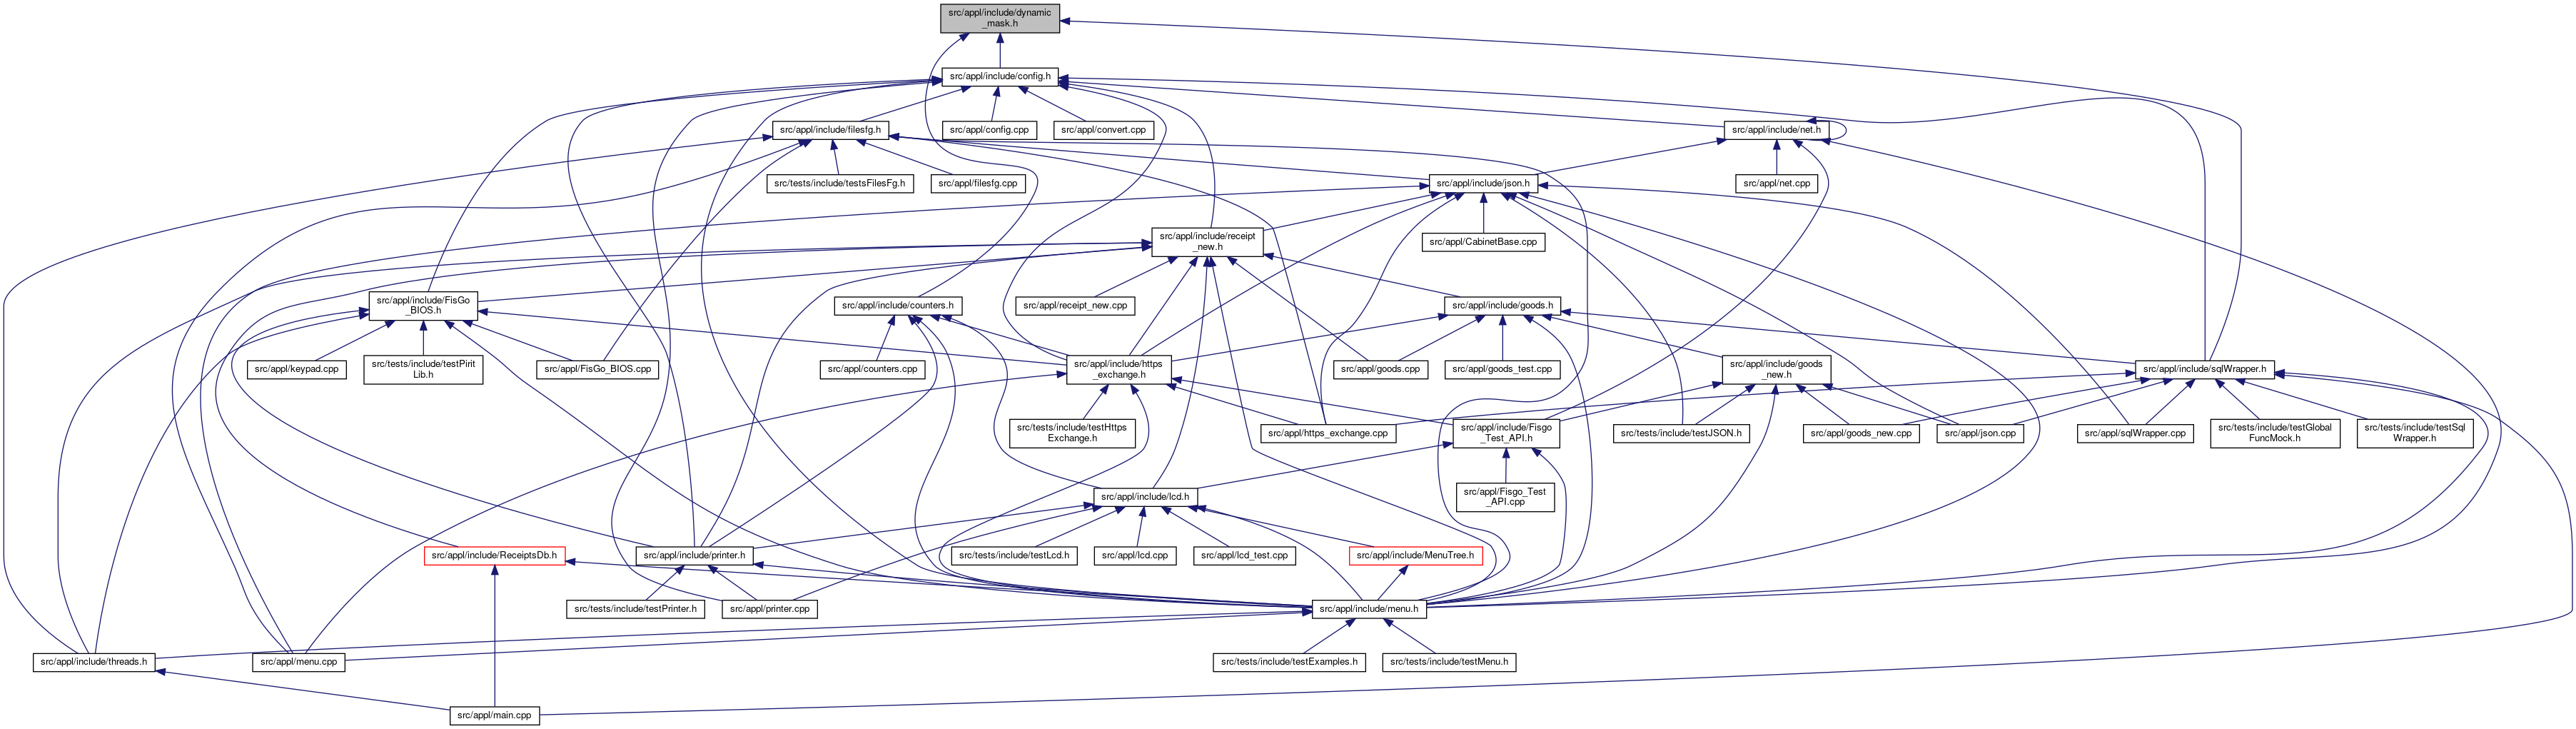 src/appl/include/dynamic
_mask.h
src/appl/include/config.h
src/appl/include/filesfg.h
src/appl/config.cpp
src/appl/convert.cpp
src/appl/include/net.h
src/tests/include/testsFilesFg.h
src/appl/filesfg.cpp
src/appl/include/json.h
src/appl/net.cpp
src/appl/include/receipt
_new.h
src/appl/CabinetBase.cpp
src/appl/include/FisGo
_BIOS.h
src/appl/include/counters.h
src/appl/receipt_new.cpp
src/appl/include/goods.h
src/appl/keypad.cpp
src/tests/include/testPirit
Lib.h
src/appl/FisGo_BIOS.cpp
src/appl/counters.cpp
src/appl/include/https
_exchange.h
src/appl/goods.cpp
src/appl/goods_test.cpp
src/appl/include/goods
_new.h
src/appl/include/sqlWrapper.h
src/tests/include/testHttps
Exchange.h
src/appl/https_exchange.cpp
src/appl/include/Fisgo
_Test_API.h
src/tests/include/testJSON.h
src/appl/goods_new.cpp
src/appl/json.cpp
src/appl/sqlWrapper.cpp
src/tests/include/testGlobal
FuncMock.h
src/tests/include/testSql
Wrapper.h
src/appl/include/lcd.h
src/appl/Fisgo_Test
_API.cpp
src/appl/include/ReceiptsDb.h
src/appl/include/printer.h
src/tests/include/testLcd.h
src/appl/lcd.cpp
src/appl/lcd_test.cpp
src/appl/include/MenuTree.h
src/tests/include/testPrinter.h
src/appl/printer.cpp
src/appl/include/menu.h
src/appl/include/threads.h
src/appl/menu.cpp
src/tests/include/testExamples.h
src/tests/include/testMenu.h
src/appl/main.cpp